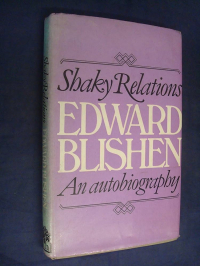 Shaky Relations
EDWARD
BLISHEN
An autobiography